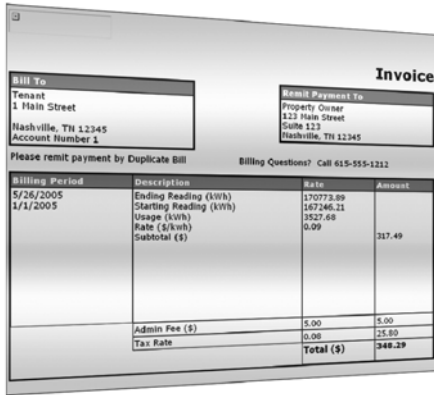 Invoice
Bill To
Tenant
1 Main Street
Nashville, TN 12345
Account Number 1
Remit Payment To
Property Owner
123 Main Street
Suite 123
Nashville, TN 12345
Please remit payment by Duplicate Bill
Billing Questions? Call 615-555-1212
Billing Period Description Rate Amount
5/26/2005 Ending Reading (kWh) 170773.89
1/1/2005 Starting Reading (kWh) 167246.21
Usage (kWh) 3527.68
Rate ($/kwh) 0.09
Subtotal ($) 317.49
Admin Fee ($) 5.00 5.00
Tax Rate 0.08 25.80
Total ($) 348.29